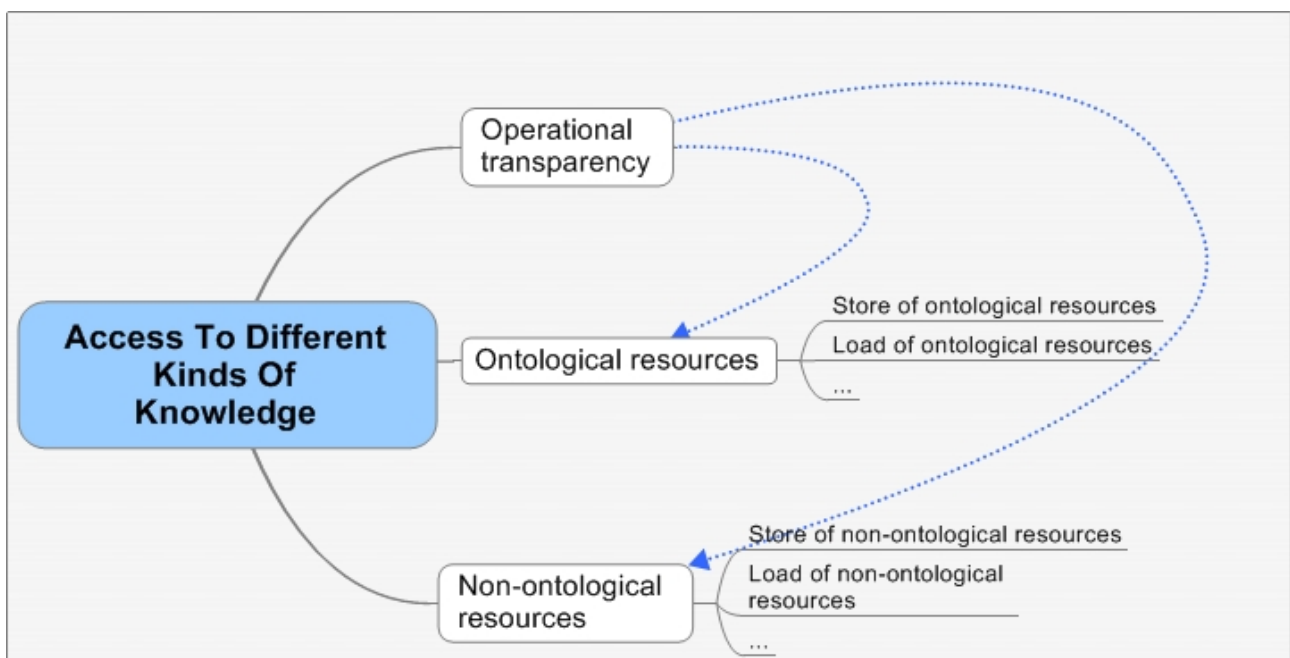 Operational
transparency
Access To Different
Kinds Of
Knowledge
Ontological resources
Store of ontological resources
Load of ontological resources
...
Non-ontological
resources
Store of non-ontological resources
Load of non-ontological
resources
...